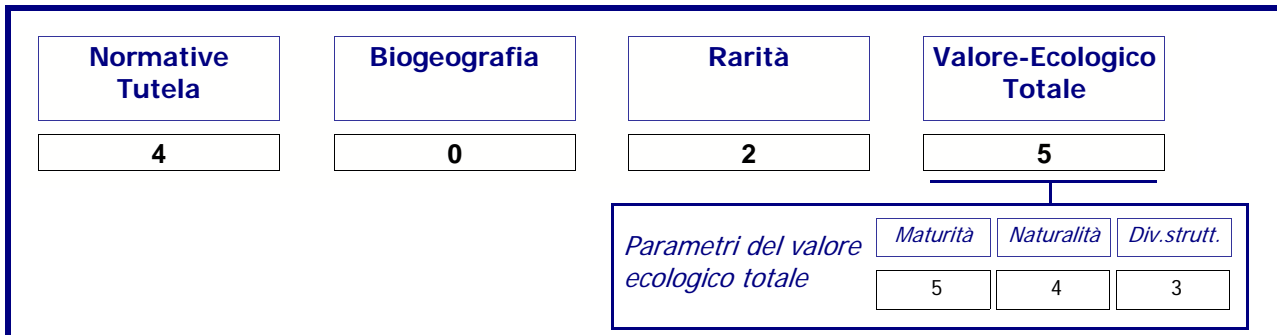 Normative Tutela
Biogeografia
Rarità
Valore-Ecologico Totale
4
0
2
5
Parametri del valore ecologico totale
Maturità
Naturalità
Div.strutt.
5
4
3